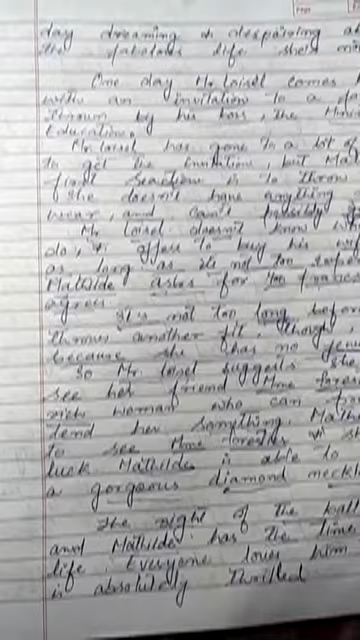 day dreaming or despairing
the fabulous life she's
One day Mr Loisel comes
with an invitation to a
thrown by his boss, the
Education.
Mr. Loisel has gone to a lot of
to get the invitation, but
first reaction is to throw
She doesn't have anything
wear, and can't possibly
Mr Loisel doesn't know
do, offers to buy his
as long as its not too
Mathilde asks for 400
agrees.
It's not too long
throws another fit, though
because she has no
So Mr. Loisel suggests she
see her friend Mme
rich woman who can
lend her something.
to see Mme
luck. Mathilde is able to
a gorgeous diamond
The night of the ball
and Mathilde has the time
life. Everyone loves him
is absolutely thrilled